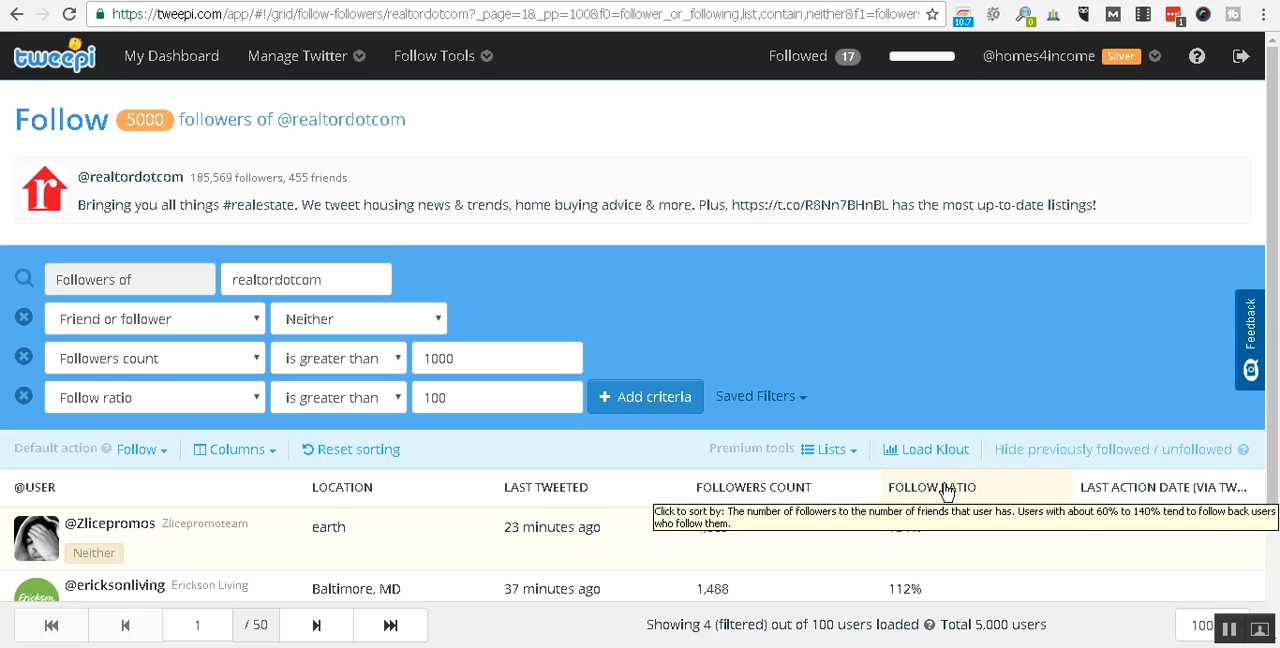 https://tweepi.com/app/#!/grid/follow-followers/realtordotcom?_page=1&_pp=100&f0=follower_or_following,list,contain,neither&f1=follower:
10.7
0
M
1
tweepi
My Dashboard
Manage Twitter
Follow Tools
Followed 17
@homes4income Silver
Follow 5000 followers of @realtordotcom
@realtordotcom 185,569 followers, 455 friends
Bringing you all things #realestate. We tweet housing news & trends, home buying advice & more. Plus, https://t.co/R8Nn7BHnBL has the most up-to-date listings!
Followers of realtordotcom
Friend or follower Neither
Followers count is greater than 1000
Follow ratio is greater than 100 + Add criteria Saved Filters
Feedback
Default action Follow Columns Reset sorting Premium tools Lists Load Klout Hide previously followed / unfollowed
@USER LOCATION LAST TWEETED FOLLOWERS COUNT FOLLOW RATIO LAST ACTION DATE (VIA TW...
Click to sort by: The number of followers to the number of friends that user has. Users with about 60% to 140% tend to follow back users
who follow them.
@Zlicepromos Zlicepromoteam earth 23 minutes ago
Neither
@ericksonliving Erickson Living Baltimore, MD 37 minutes ago 1,488 112%
Erickson
1 / 50 Showing 4 (filtered) out of 100 users loaded Total 5,000 users 100